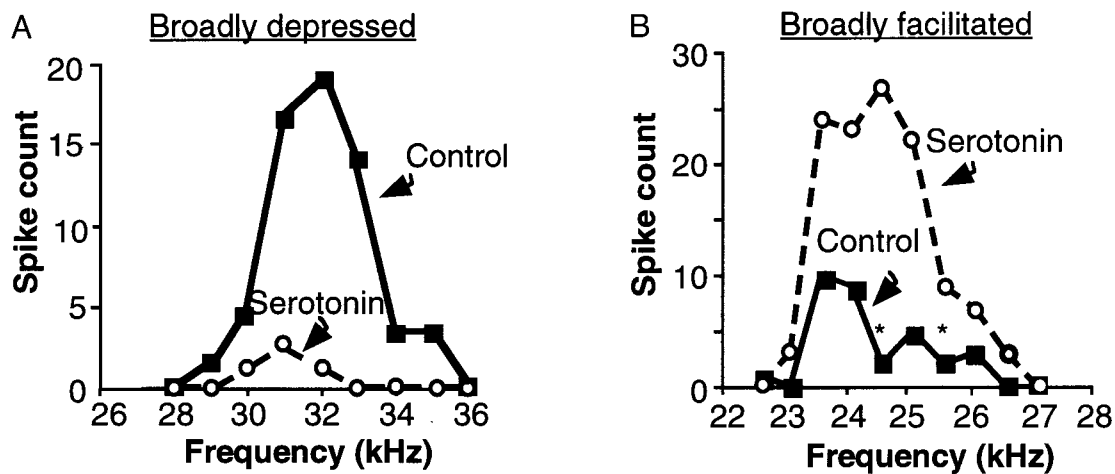 A
Broadly depressed
20
15
10
5
0
Spike count
Control
Serotonin
26 28 30 32 34 36
Frequency (kHz)
B
Broadly facilitated
30
20
10
0
Spike count
Serotonin
Control
* *
22 23 24 25 26 27 28
Frequency (kHz)